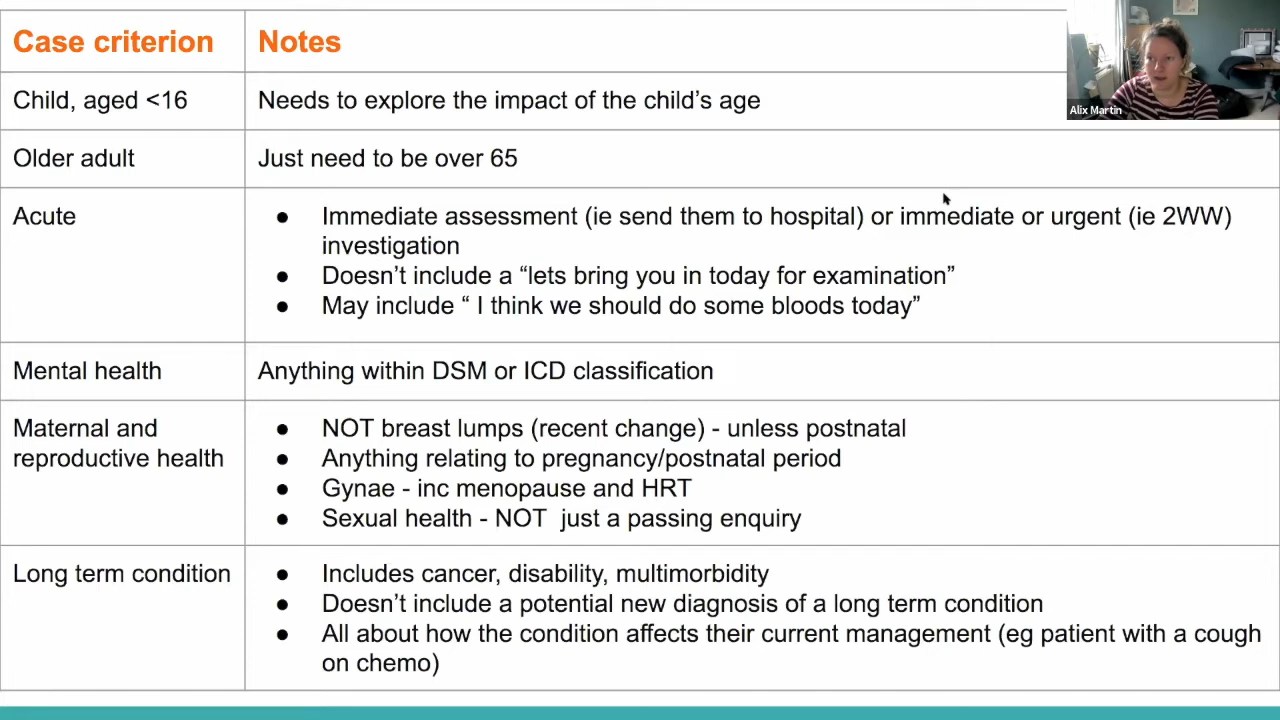 Case criterion
Notes
Alix Martin
Child, aged <16
Needs to explore the impact of the child’s age
Older adult
Just need to be over 65
Acute
● Immediate assessment (ie send them to hospital) or immediate or urgent (ie 2WW)
investigation
● Doesn’t include a “lets bring you in today for examination”
● May include “ I think we should do some bloods today”
Mental health
Anything within DSM or ICD classification
Maternal and
reproductive health
● NOT breast lumps (recent change) - unless postnatal
● Anything relating to pregnancy/postnatal period
● Gynae - inc menopause and HRT
● Sexual health - NOT just a passing enquiry
Long term condition
● Includes cancer, disability, multimorbidity
● Doesn’t include a potential new diagnosis of a long term condition
● All about how the condition affects their current management (eg patient with a cough
on chemo)